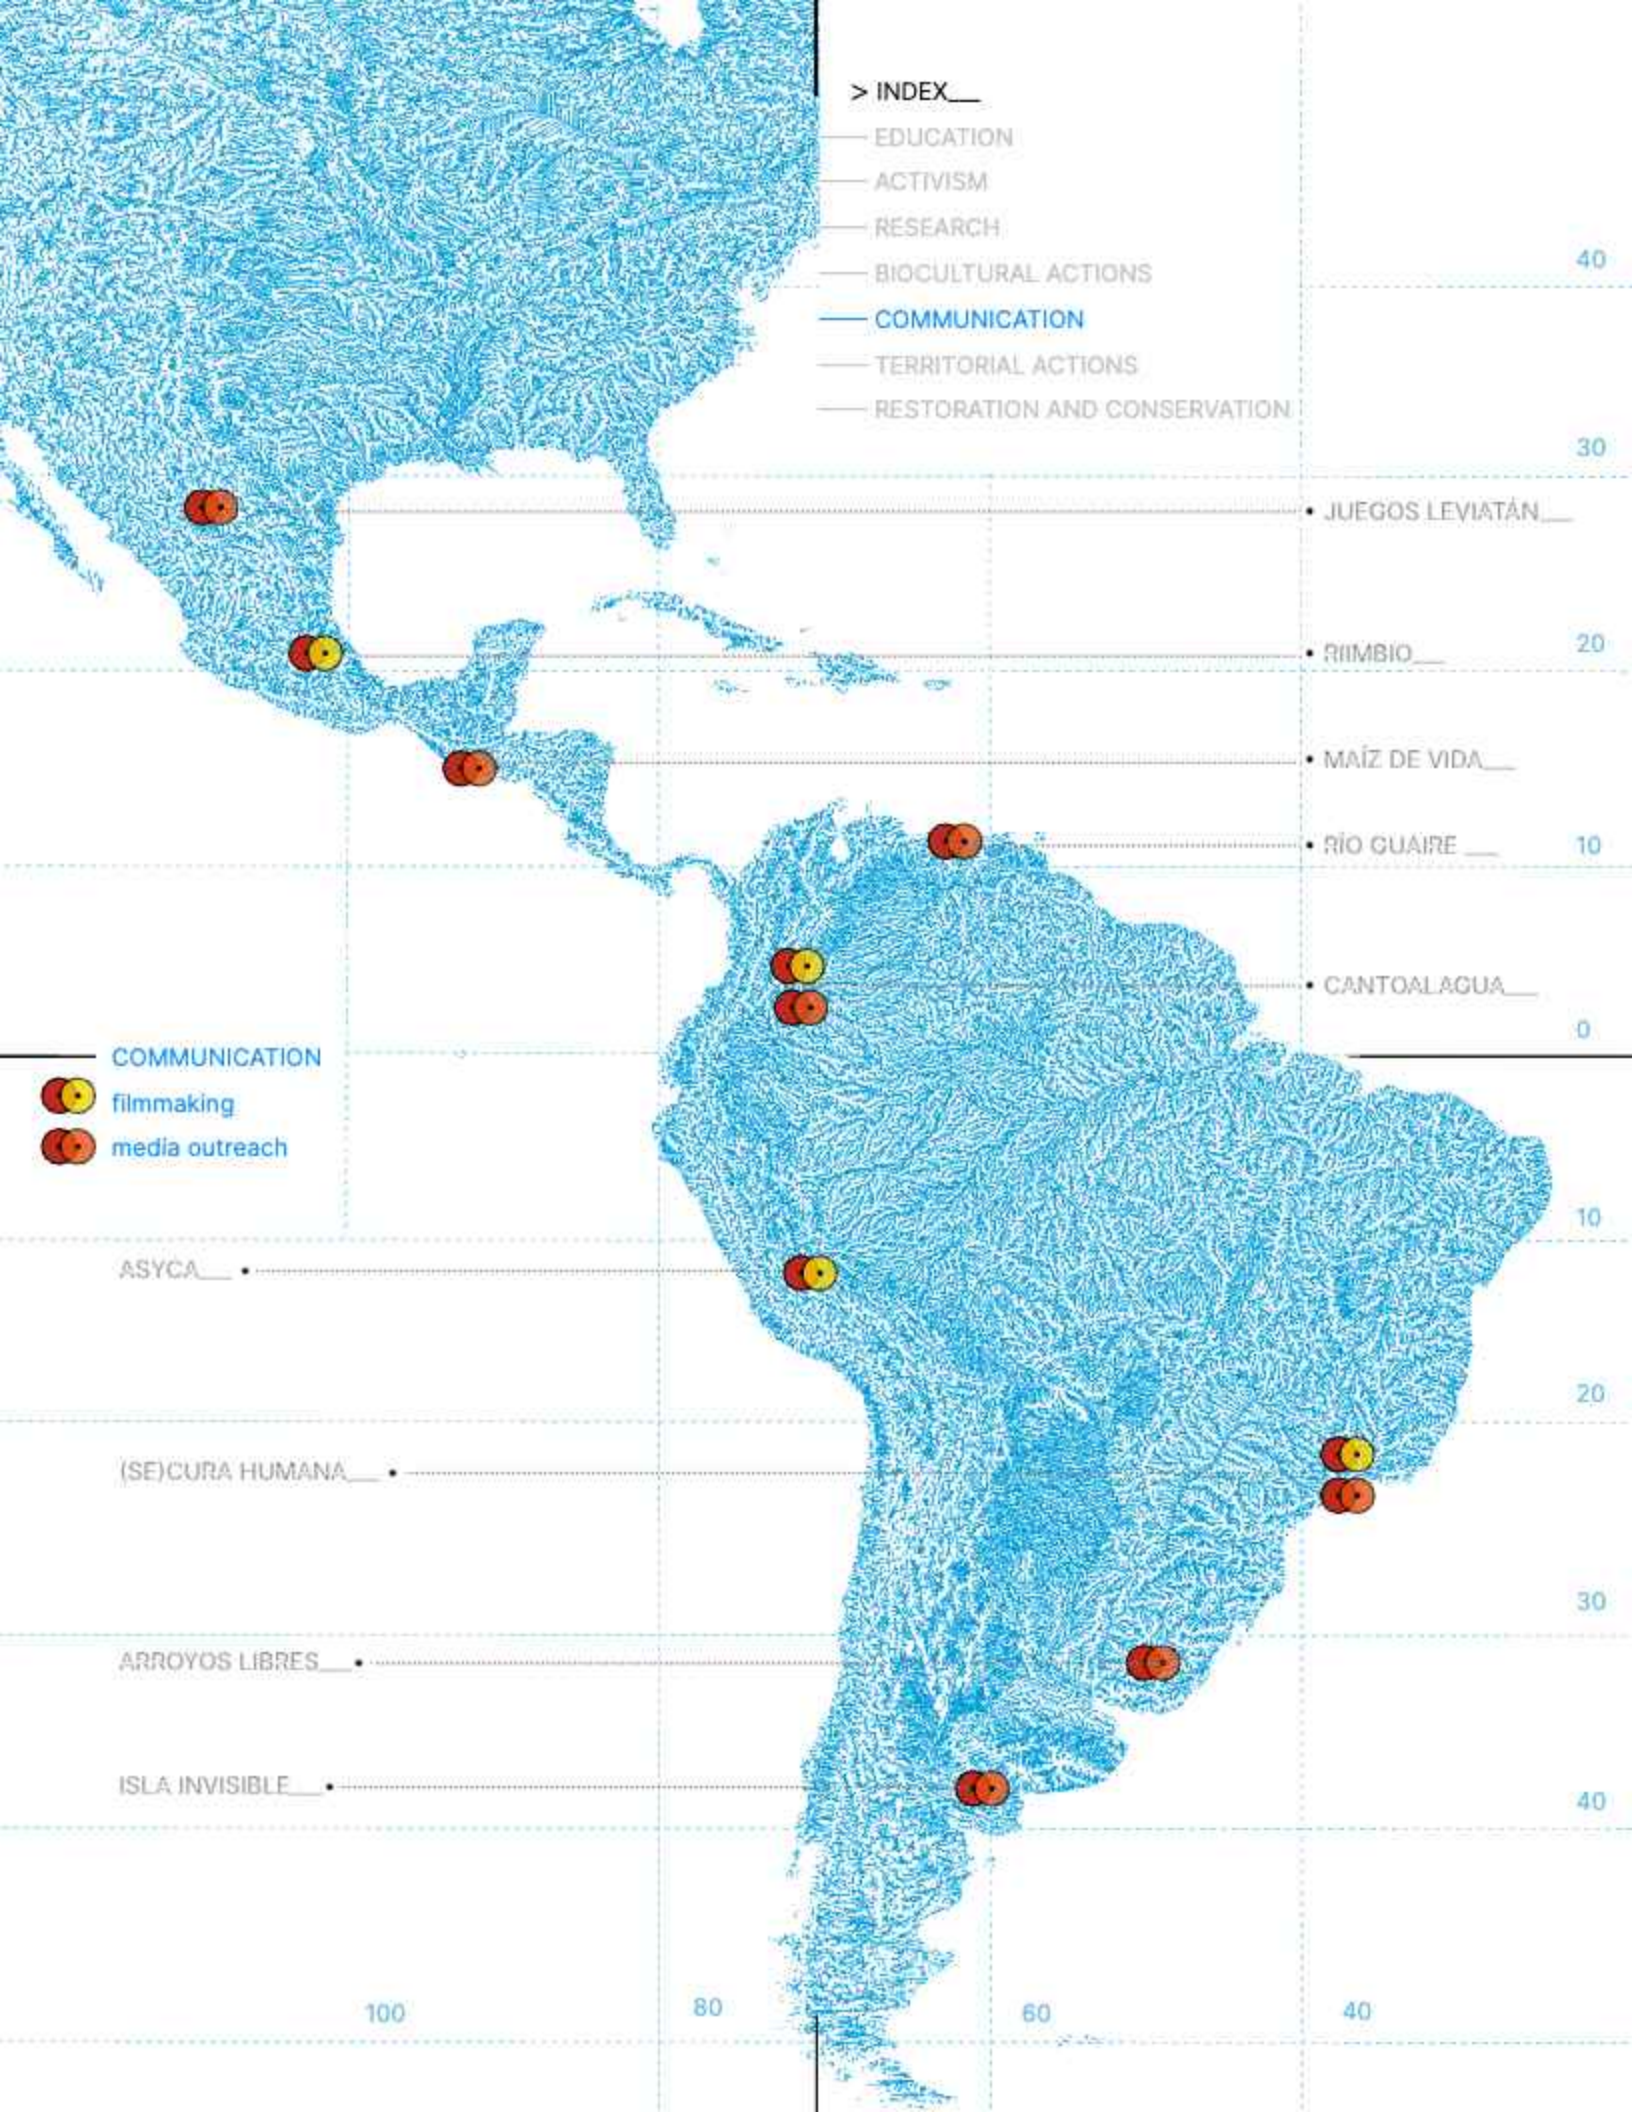 > INDEX__
EDUCATION
ACTIVISM
RESEARCH
BIOCULTURAL ACTIONS
40
COMMUNICATION
TERRITORIAL ACTIONS
RESTORATION AND CONSERVATION
30
JUEGOS LEVIATÁN__
RIIMBIO__
20
MAÍZ DE VIDA__
RÍO GUAIRE __
10
CANTOALAGUA__
0
COMMUNICATION
filmmaking
media outreach
10
ASYCA__
20
(SE)CURA HUMANA__
30
ARROYOS LIBRES__
ISLA INVISIBLE__
40
100
80
60
40